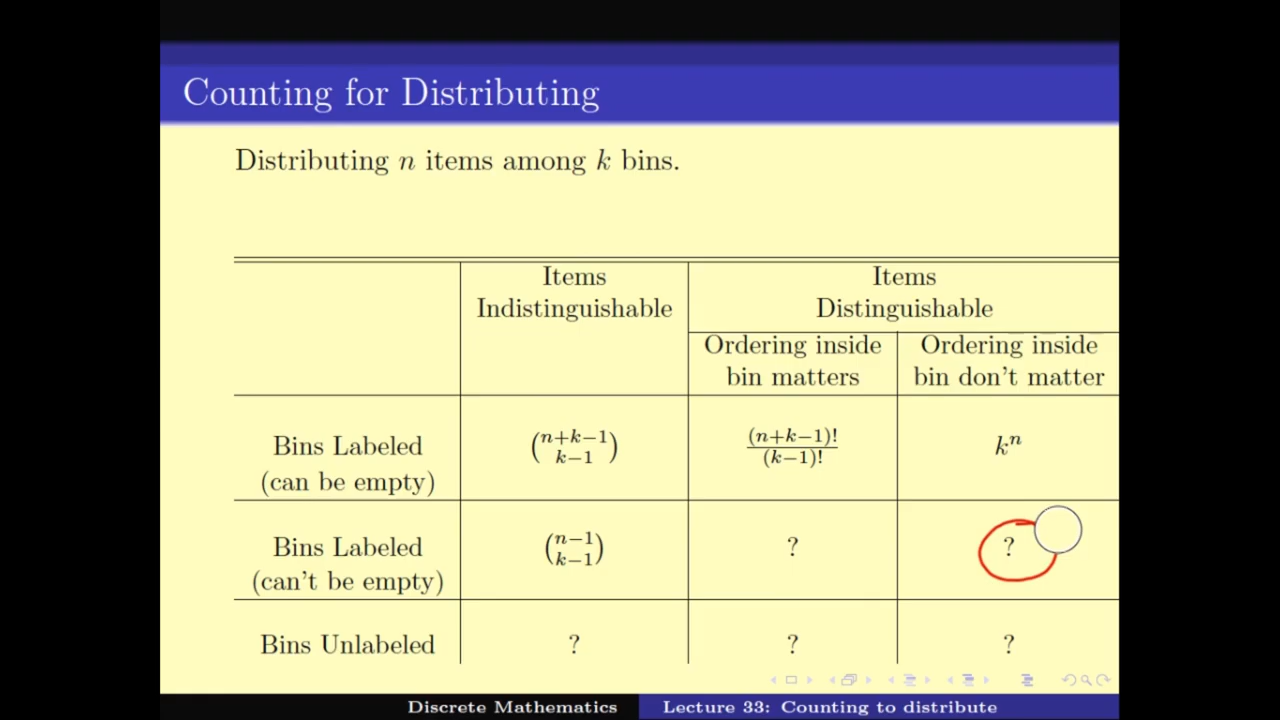 Counting for Distributing
Distributing n items among k bins.
Items Indistinguishable
Items Distinguishable
Ordering inside bin matters
Ordering inside bin don't matter
Bins Labeled (can be empty)
(n+k−1 k−1)
(n+k−1)! / (k−1)!
kⁿ
Bins Labeled (can't be empty)
(n−1 k−1)
?
?
Bins Unlabeled
?
?
?
Discrete Mathematics
Lecture 33: Counting to distribute